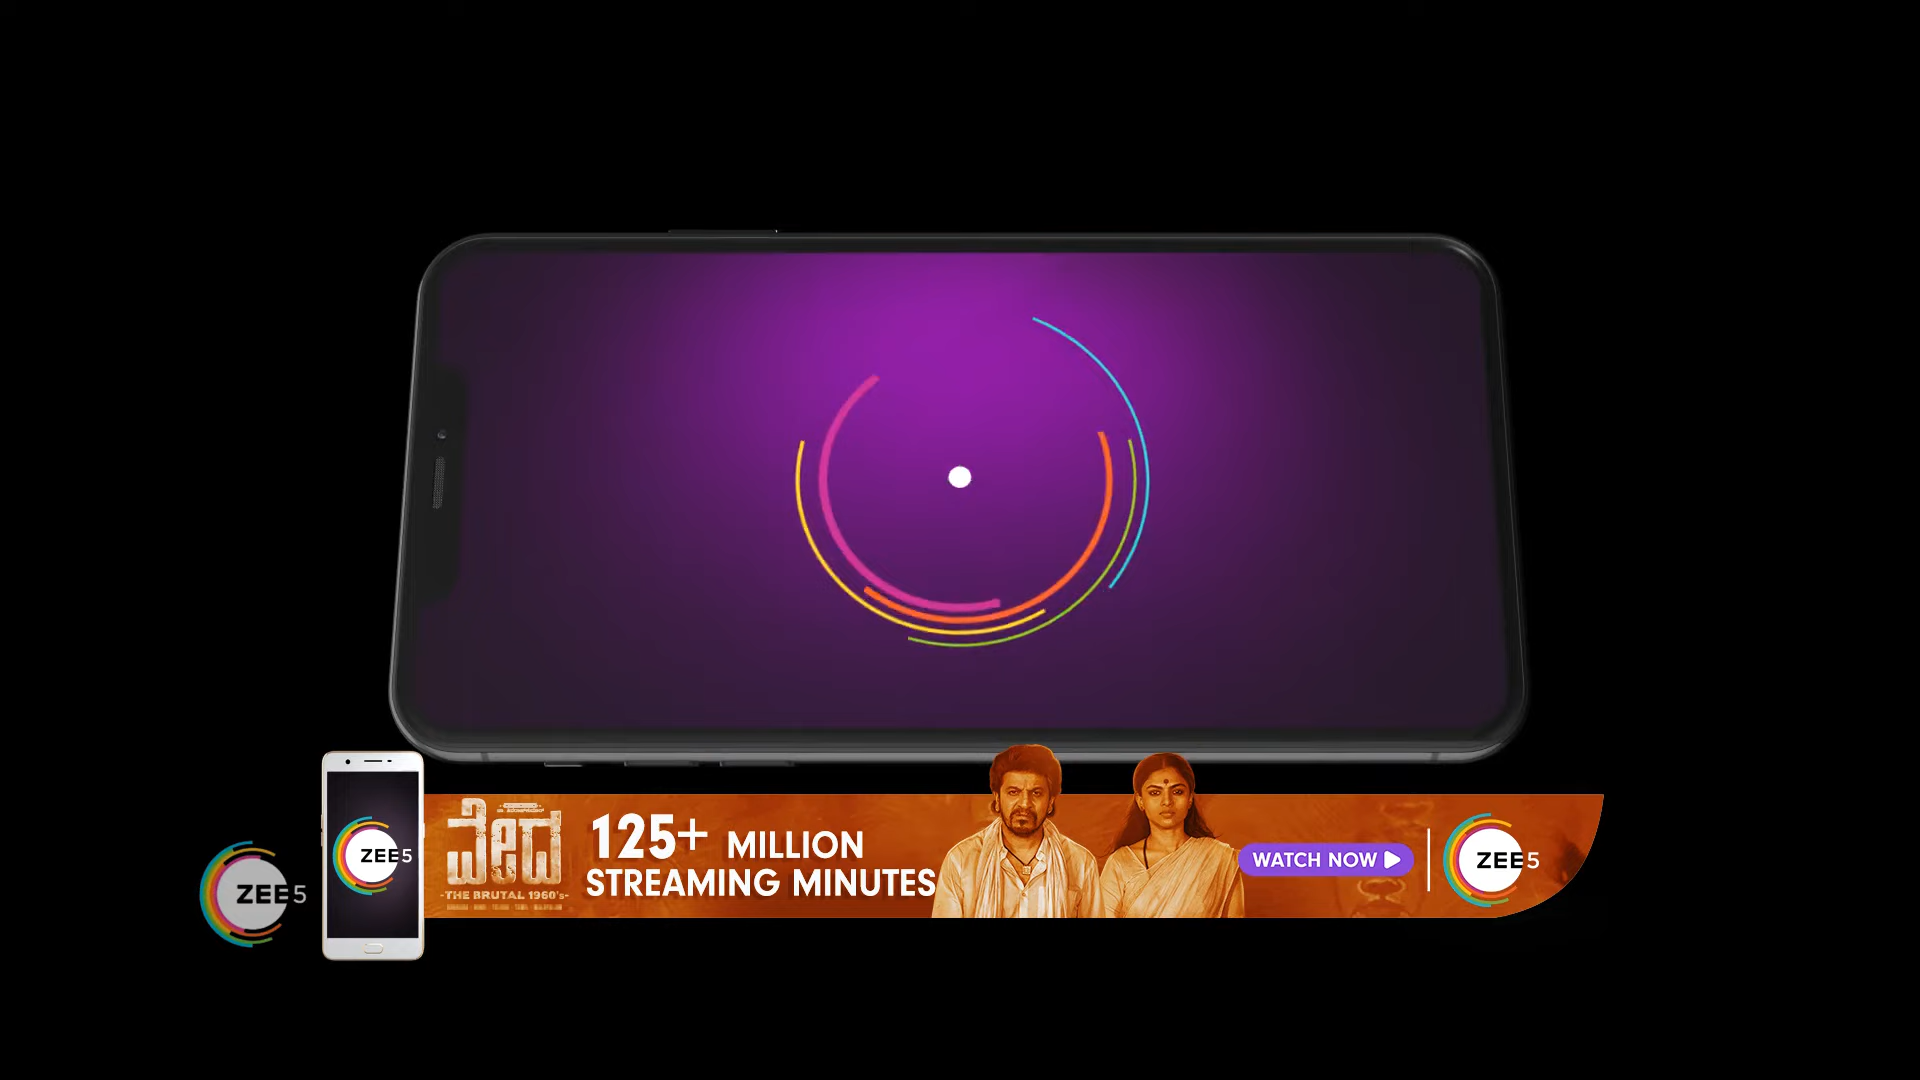 ವೇದ
-THE BRUTAL 1960's-
125+ MILLION
STREAMING MINUTES
WATCH NOW
ZEE5
ZEE5
ZEE5